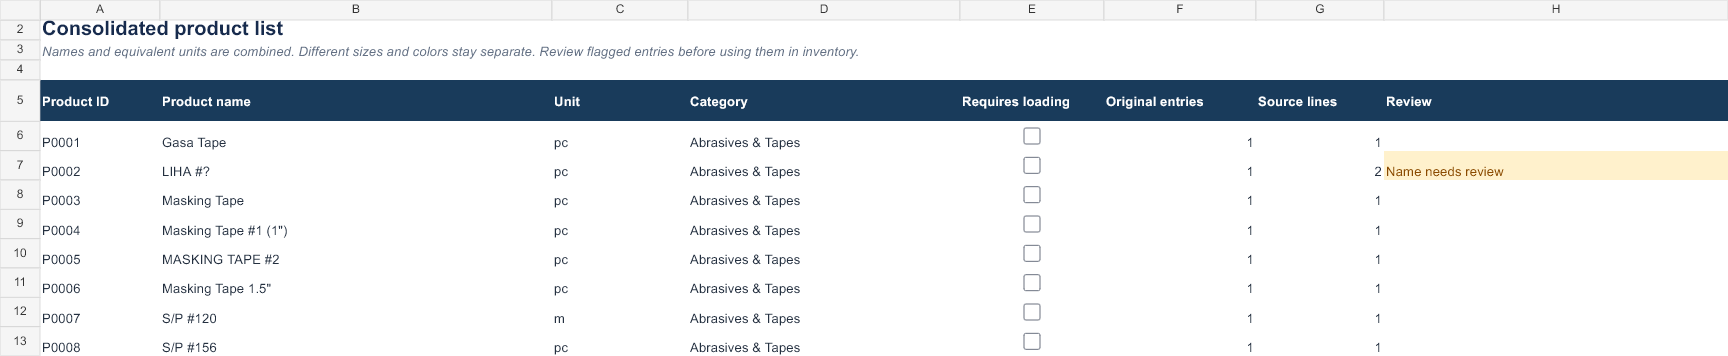 A B C D E F G H
2 Consolidated product list
3 Names and equivalent units are combined. Different sizes and colors stay separate. Review flagged entries before using them in inventory.
4
5 Product ID Product name Unit Category Requires loading Original entries Source lines Review
6 P0001 Gasa Tape pc Abrasives & Tapes 1 1
7 P0002 LIHA #? pc Abrasives & Tapes 1 2 Name needs review
8 P0003 Masking Tape pc Abrasives & Tapes 1 1
9 P0004 Masking Tape #1 (1") pc Abrasives & Tapes 1 1
10 P0005 MASKING TAPE #2 pc Abrasives & Tapes 1 1
11 P0006 Masking Tape 1.5" pc Abrasives & Tapes 1 1
12 P0007 S/P #120 m Abrasives & Tapes 1 1
13 P0008 S/P #156 pc Abrasives & Tapes 1 1